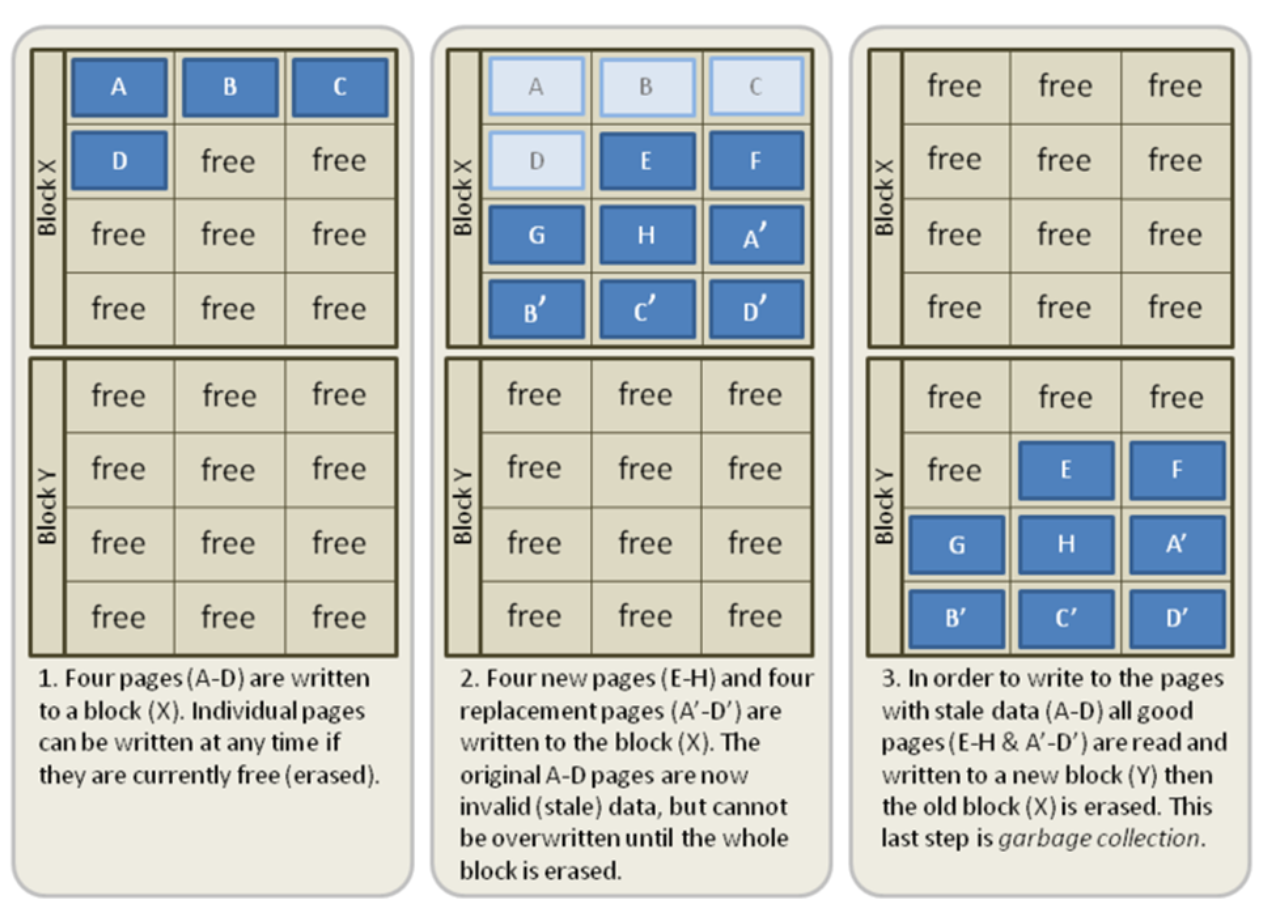 Block X
A B C
D free free
free free free
free free free
Block Y
free free free
free free free
free free free
free free free
1. Four pages (A-D) are written
to a block (X). Individual pages
can be written at any time if
they are currently free (erased).
Block X
A B C
D E F
G H A′
B′ C′ D′
Block Y
free free free
free free free
free free free
free free free
2. Four new pages (E-H) and four
replacement pages (A′-D′) are
written to the block (X). The
original A-D pages are now
invalid (stale) data, but cannot
be overwritten until the whole
block is erased.
Block X
free free free
free free free
free free free
free free free
Block Y
free free free
free E F
G H A′
B′ C′ D′
3. In order to write to the pages
with stale data (A-D) all good
pages (E-H & A′-D′) are read and
written to a new block (Y) then
the old block (X) is erased. This
last step is garbage collection.